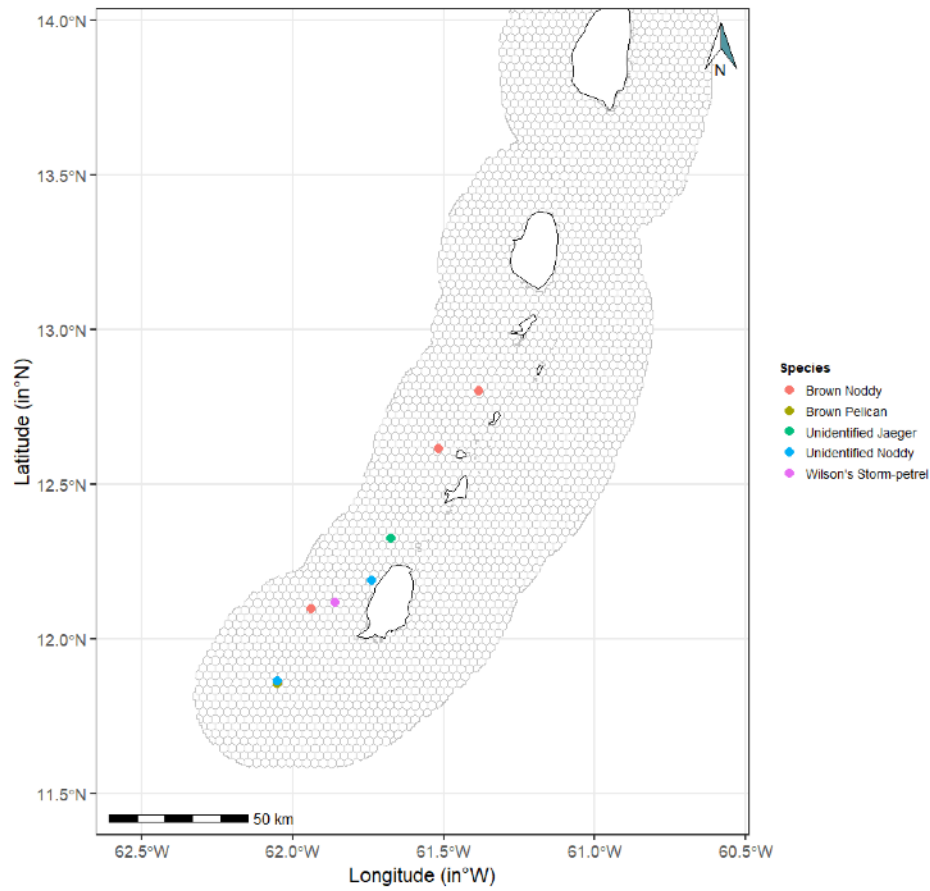 14.0°N
13.5°N
13.0°N
12.5°N
12.0°N
11.5°N
Latitude (in°N)
N
Species
Brown Noddy
Brown Pelican
Unidentified Jaeger
Unidentified Noddy
Wilson's Storm-petrel
50 km
62.5°W 62.0°W 61.5°W 61.0°W 60.5°W
Longitude (in°W)